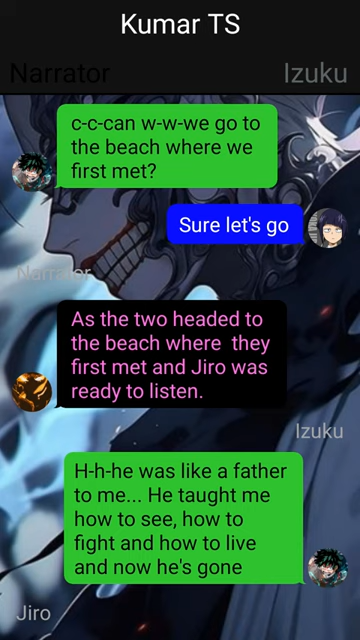 Kumar TS
Narrator
Izuku
c-c-can w-w-we go to
the beach where we
first met?
Sure let's go
Narrator
As the two headed to
the beach where they
first met and Jiro was
ready to listen.
Izuku
H-h-he was like a father
to me... He taught me
how to see, how to
fight and how to live
and now he's gone
Jiro